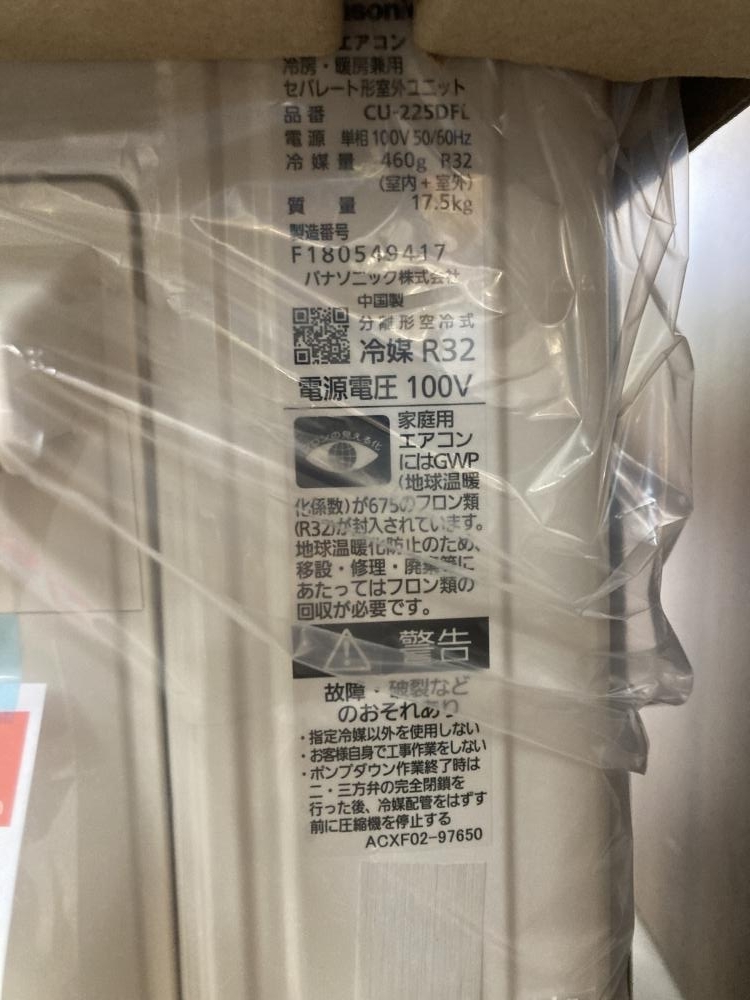 エアコン
冷房・暖房兼用
セパレート形室外ユニット
品番 CU-225DFL
電源 単相100V 50/60Hz
冷媒量 460g R32
(室内+室外)
質量 17.5kg
製造番号
F180549417
パナソニック株式会社
中国製
分離形空冷式
冷媒 R32
電源電圧 100V
フロンの見える化
家庭用
エアコン
にはGWP
(地球温暖
化係数)が675のフロン類
(R32)が封入されています。
地球温暖化防止のため、
移設・修理・廃棄等に
あたってはフロン類の
回収が必要です。
警告
故障・破裂など
のおそれあり
・指定冷媒以外を使用しない
・お客様自身で工事作業をしない
・ポンプダウン作業終了時は
二・三方弁の完全閉鎖を
行った後、冷媒配管をはずす
前に圧縮機を停止する
ACXF02-97650